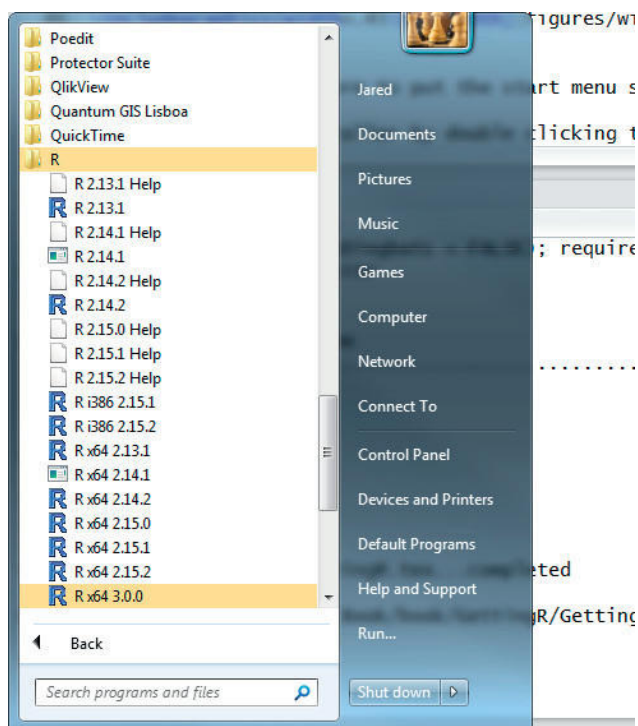 Poedit
Protector Suite
QlikView
Quantum GIS Lisboa
QuickTime
R
R 2.13.1 Help
R 2.13.1
R 2.14.1 Help
R 2.14.1
R 2.14.2 Help
R 2.14.2
R 2.15.0 Help
R 2.15.1 Help
R 2.15.2 Help
R i386 2.15.1
R i386 2.15.2
R x64 2.13.1
R x64 2.14.1
R x64 2.14.2
R x64 2.15.0
R x64 2.15.1
R x64 2.15.2
R x64 3.0.0
Back
Search programs and files
Jared
Documents
Pictures
Music
Games
Computer
Network
Connect To
Control Panel
Devices and Printers
Default Programs
Help and Support
Run...
Shut down
figures/wi
put the start menu s
clicking t
; require
.........
completed
R/Getting